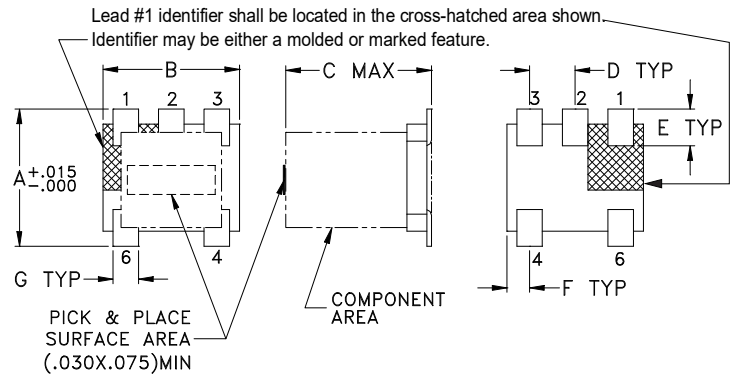 Lead #1 identifier shall be located in the cross-hatched area shown.
Identifier may be either a molded or marked feature.
B
C MAX
D TYP
1 2 3
3 2 1
E TYP
A +.015
-.000
6 4
4 6
G TYP
F TYP
PICK & PLACE
SURFACE AREA
(.030X.075)MIN
COMPONENT
AREA